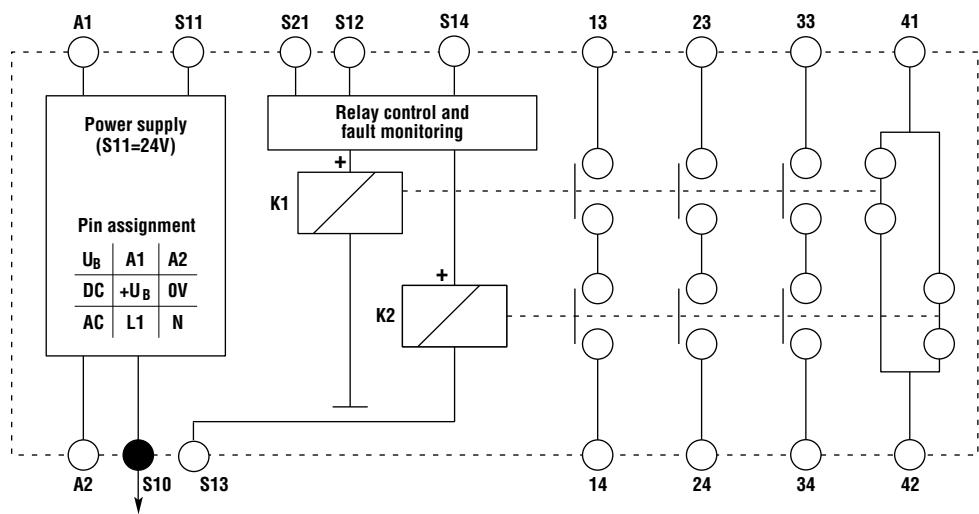 A1 S11 S21 S12 S14 13 23 33 41
Power supply
(S11=24V)
Relay control and
fault monitoring
+
K1
Pin assignment
UB A1 A2
DC +UB 0V
AC L1 N
+
K2
A2 S10 S13 14 24 34 42